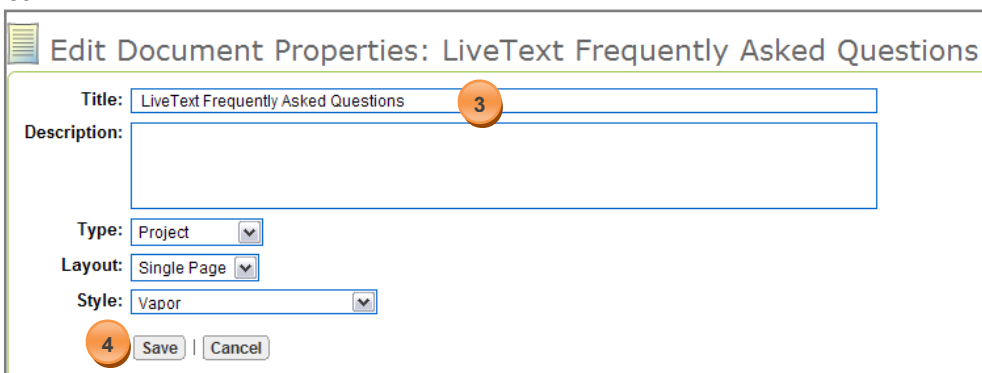 Edit Document Properties: LiveText Frequently Asked Questions
Title: LiveText Frequently Asked Questions 3
Description:
Type: Project
Layout: Single Page
Style: Vapor
4 Save | Cancel